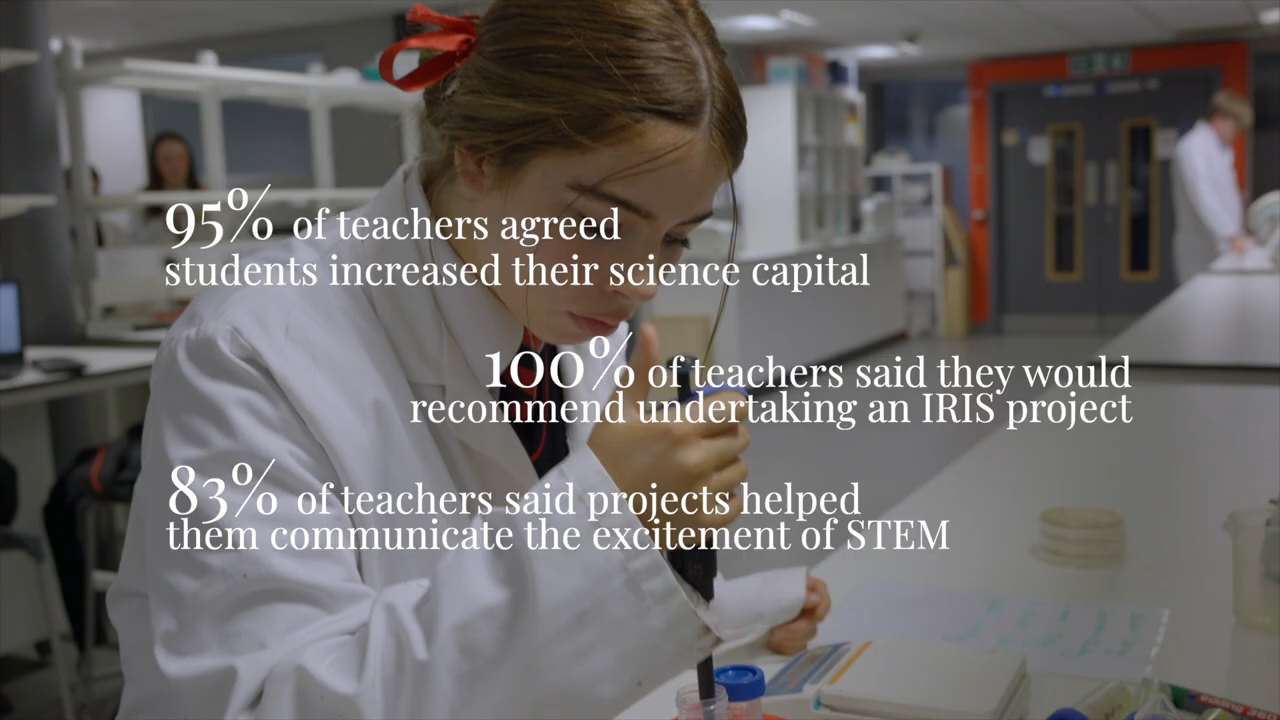 95% of teachers agreed
students increased their science capital
100% of teachers said they would
recommend undertaking an IRIS project
83% of teachers said projects helped
them communicate the excitement of STEM